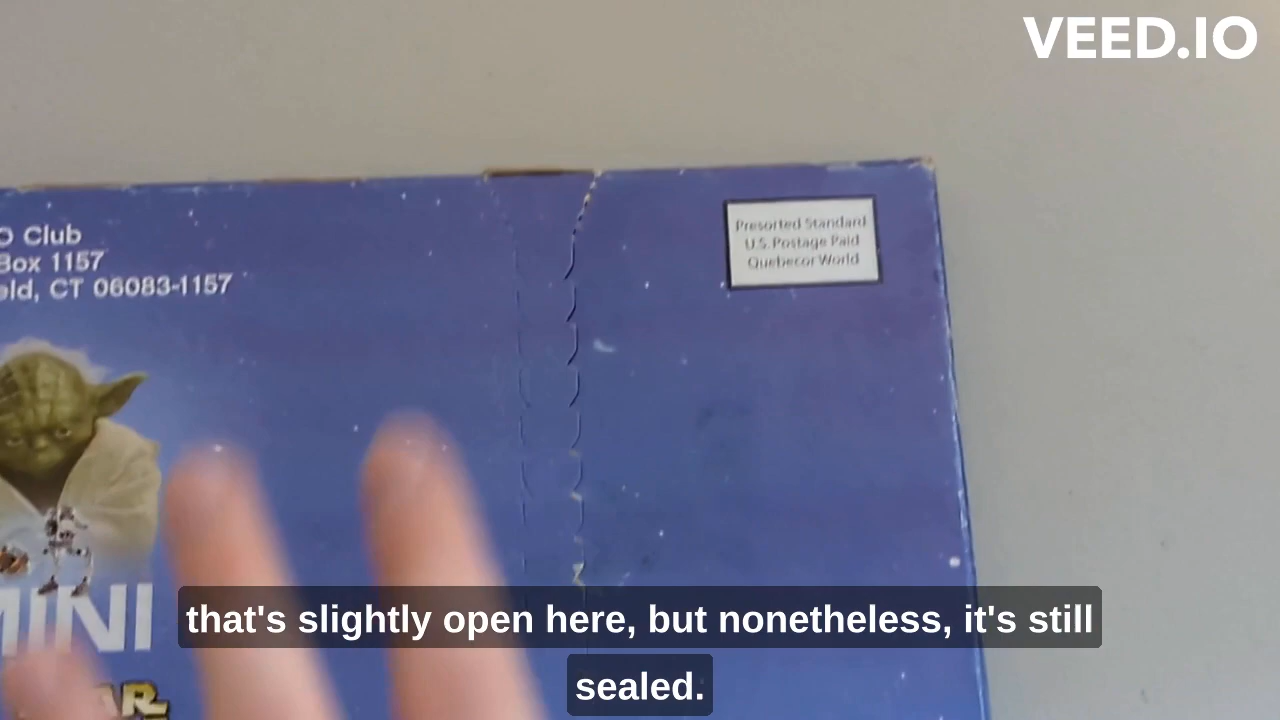 VEED.IO
O Club
Box 1157
eld, CT 06083-1157
Presorted Standard
U.S. Postage Paid
Quebecor World
MINI
AR
that's slightly open here, but nonetheless, it's still
sealed.